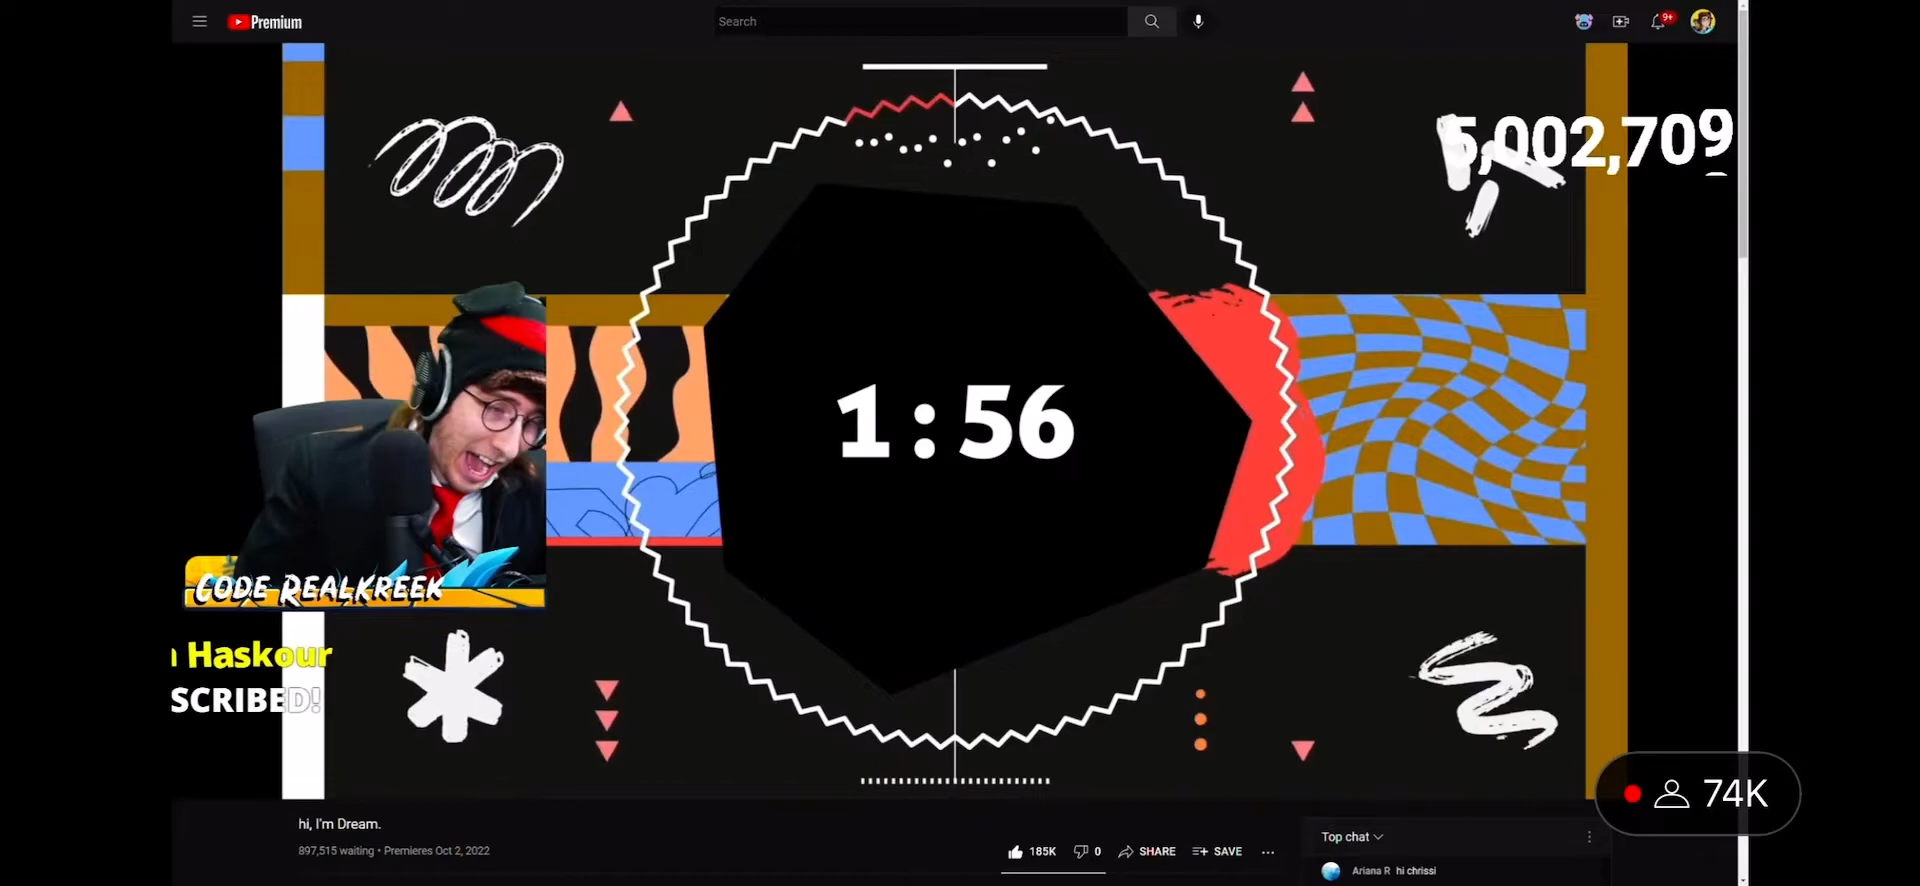 Premium
Search
9+
5,002,709
1:56
CODE REALKREEK
Haskour
SCRIBED!
74K
hi, I'm Dream.
897,515 waiting • Premieres Oct 2, 2022
185K 0 SHARE SAVE
Top chat
Ariana R hi chrissi